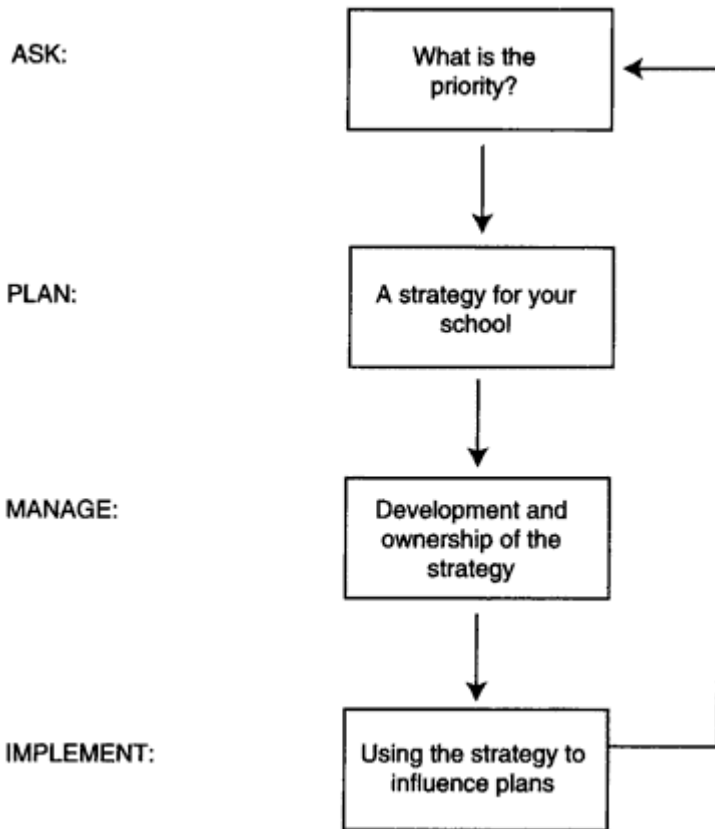 ASK:
What is the
priority?
PLAN:
A strategy for your
school
MANAGE:
Development and
ownership of the
strategy
IMPLEMENT:
Using the strategy to
influence plans